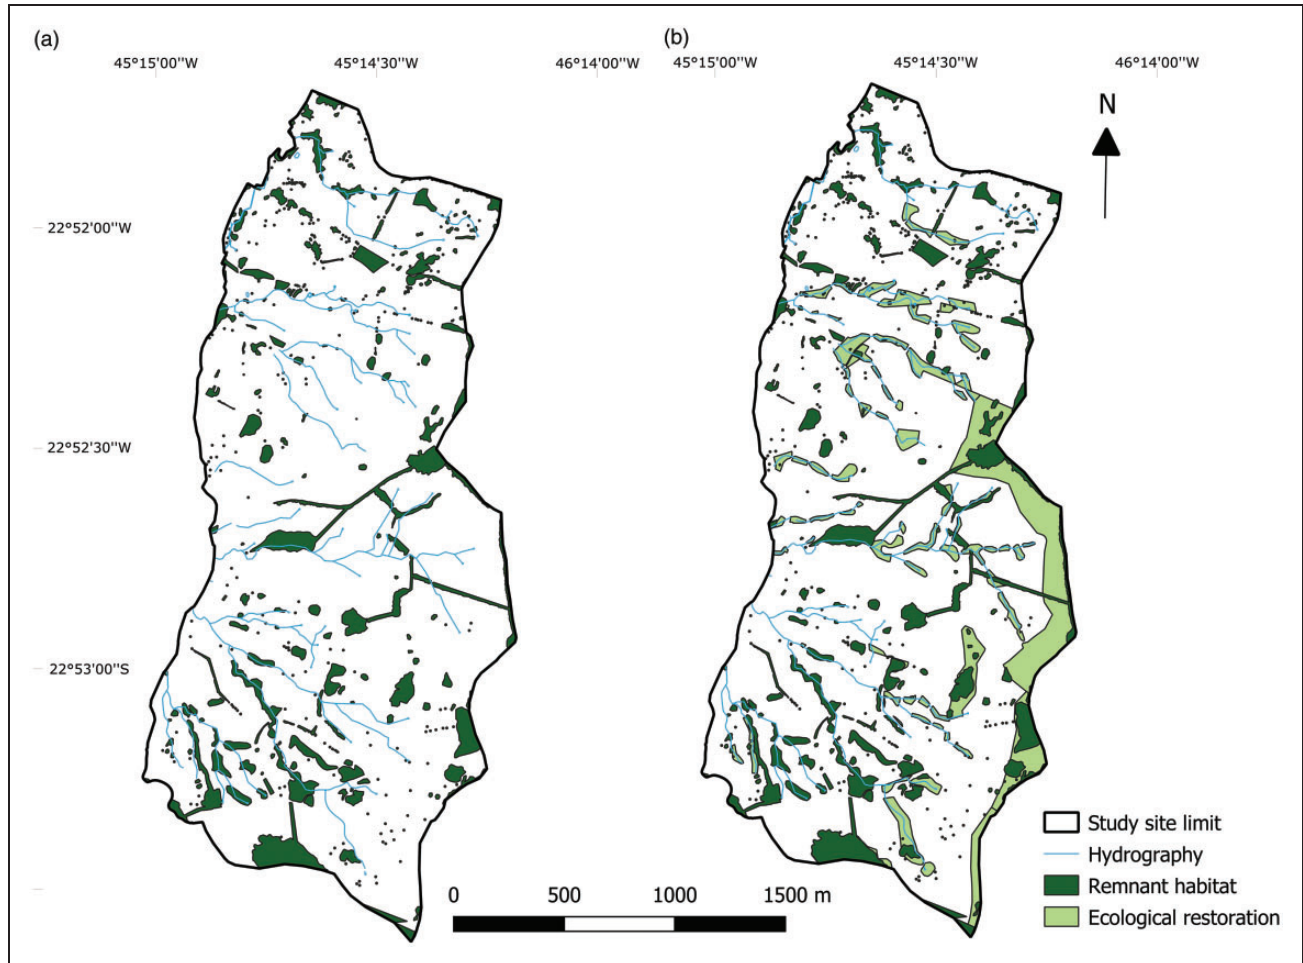 (a)
(b)
45°15'00''W 45°14'30''W 46°14'00''W 45°15'00''W 45°14'30''W 46°14'00''W
N
22°52'00''W
22°52'30''W
22°53'00''S
Study site limit
Hydrography
Remnant habitat
Ecological restoration
0 500 1000 1500 m